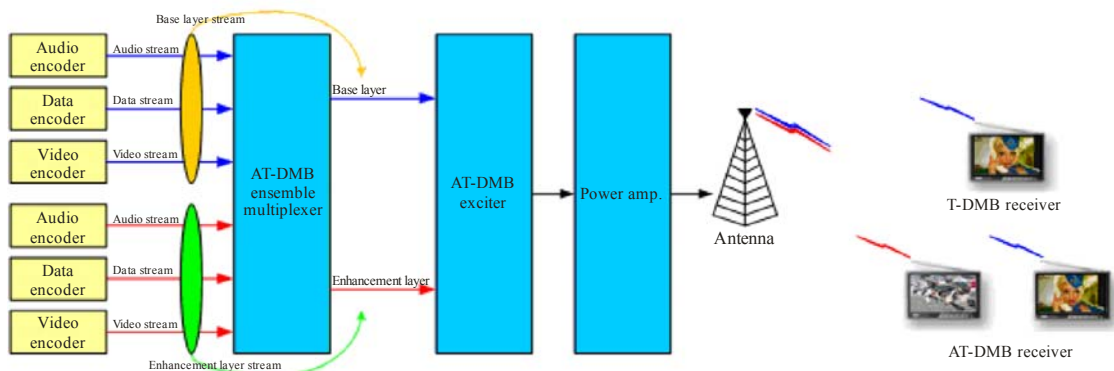 Base layer stream
Audio
encoder
Audio stream
Data
encoder
Data stream
Video
encoder
Video stream
Audio
encoder
Audio stream
Data
encoder
Data stream
Video
encoder
Video stream
Enhancement layer stream
AT-DMB
ensemble
multiplexer
Base layer
Enhancement layer
AT-DMB
exciter
Power amp.
Antenna
T-DMB receiver
AT-DMB receiver